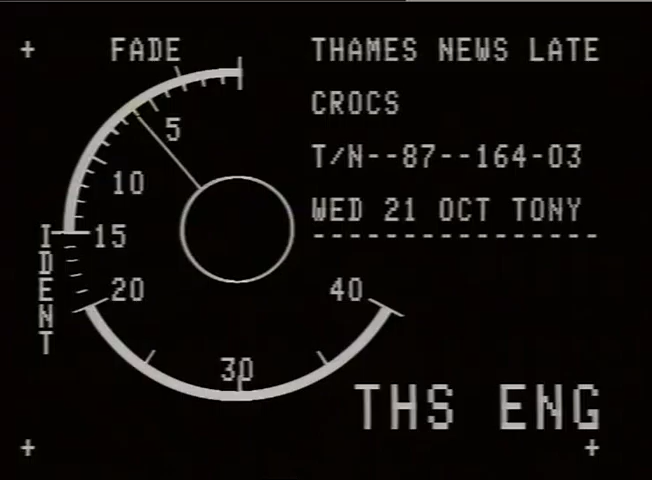 FADE
THAMES NEWS LATE
CROCS
T/N--87--164-03
WED 21 OCT TONY
-----------------
5
10
15
20
30
40
IDENT
THS ENG